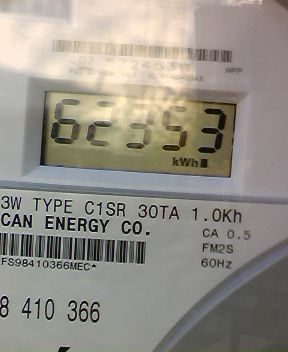 HPP
62353
kWh
3W TYPE C1SR 30TA 1.0Kh
CAN ENERGY CO.
CA 0.5
FM2S
60Hz
FS98410366MEC*
8 410 366